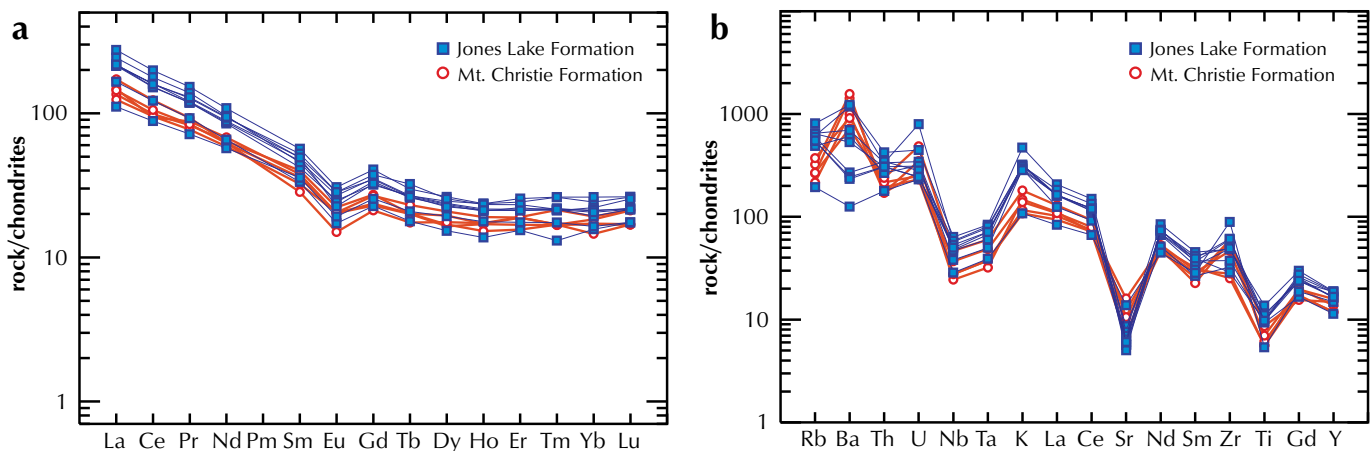 a
Jones Lake Formation
Mt. Christie Formation
rock/chondrites
100
10
1
La Ce Pr Nd Pm Sm Eu Gd Tb Dy Ho Er Tm Yb Lu
b
Jones Lake Formation
Mt. Christie Formation
rock/chondrites
1000
100
10
1
Rb Ba Th U Nb Ta K La Ce Sr Nd Sm Zr Ti Gd Y